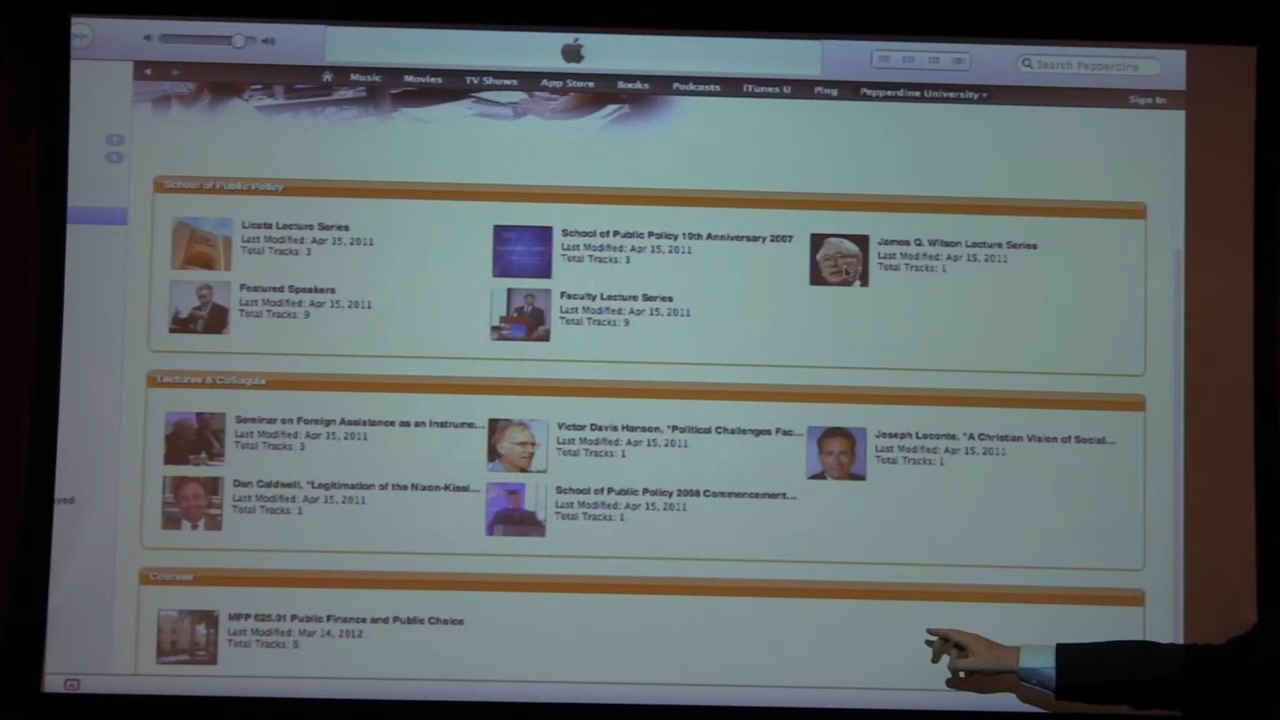 Search Pepperdine
Music Movies TV Shows App Store Books Podcasts iTunes U Ping Pepperdine University
Sign In
School of Public Policy
Licata Lecture Series
Last Modified: Apr 15, 2011
Total Tracks: 3
School of Public Policy 10th Anniversary 2007
Last Modified: Apr 15, 2011
Total Tracks: 3
James Q. Wilson Lecture Series
Last Modified: Apr 15, 2011
Total Tracks: 1
Featured Speakers
Last Modified: Apr 15, 2011
Total Tracks: 9
Faculty Lecture Series
Last Modified: Apr 15, 2011
Total Tracks: 9
Lectures & Colloquia
Seminar on Foreign Assistance as an Instrume...
Last Modified: Apr 15, 2011
Total Tracks: 3
Victor Davis Hanson, "Political Challenges Fac...
Last Modified: Apr 15, 2011
Total Tracks: 1
Joseph Loconte, "A Christian Vision of Social...
Last Modified: Apr 15, 2011
Total Tracks: 1
Dan Caldwell, "Legitimation of the Nixon-Kissi...
Last Modified: Apr 15, 2011
Total Tracks: 1
School of Public Policy 2008 Commencement...
Last Modified: Apr 15, 2011
Total Tracks: 1
yed
Courses
MPP 625.01 Public Finance and Public Choice
Last Modified: Mar 14, 2012
Total Tracks: 5